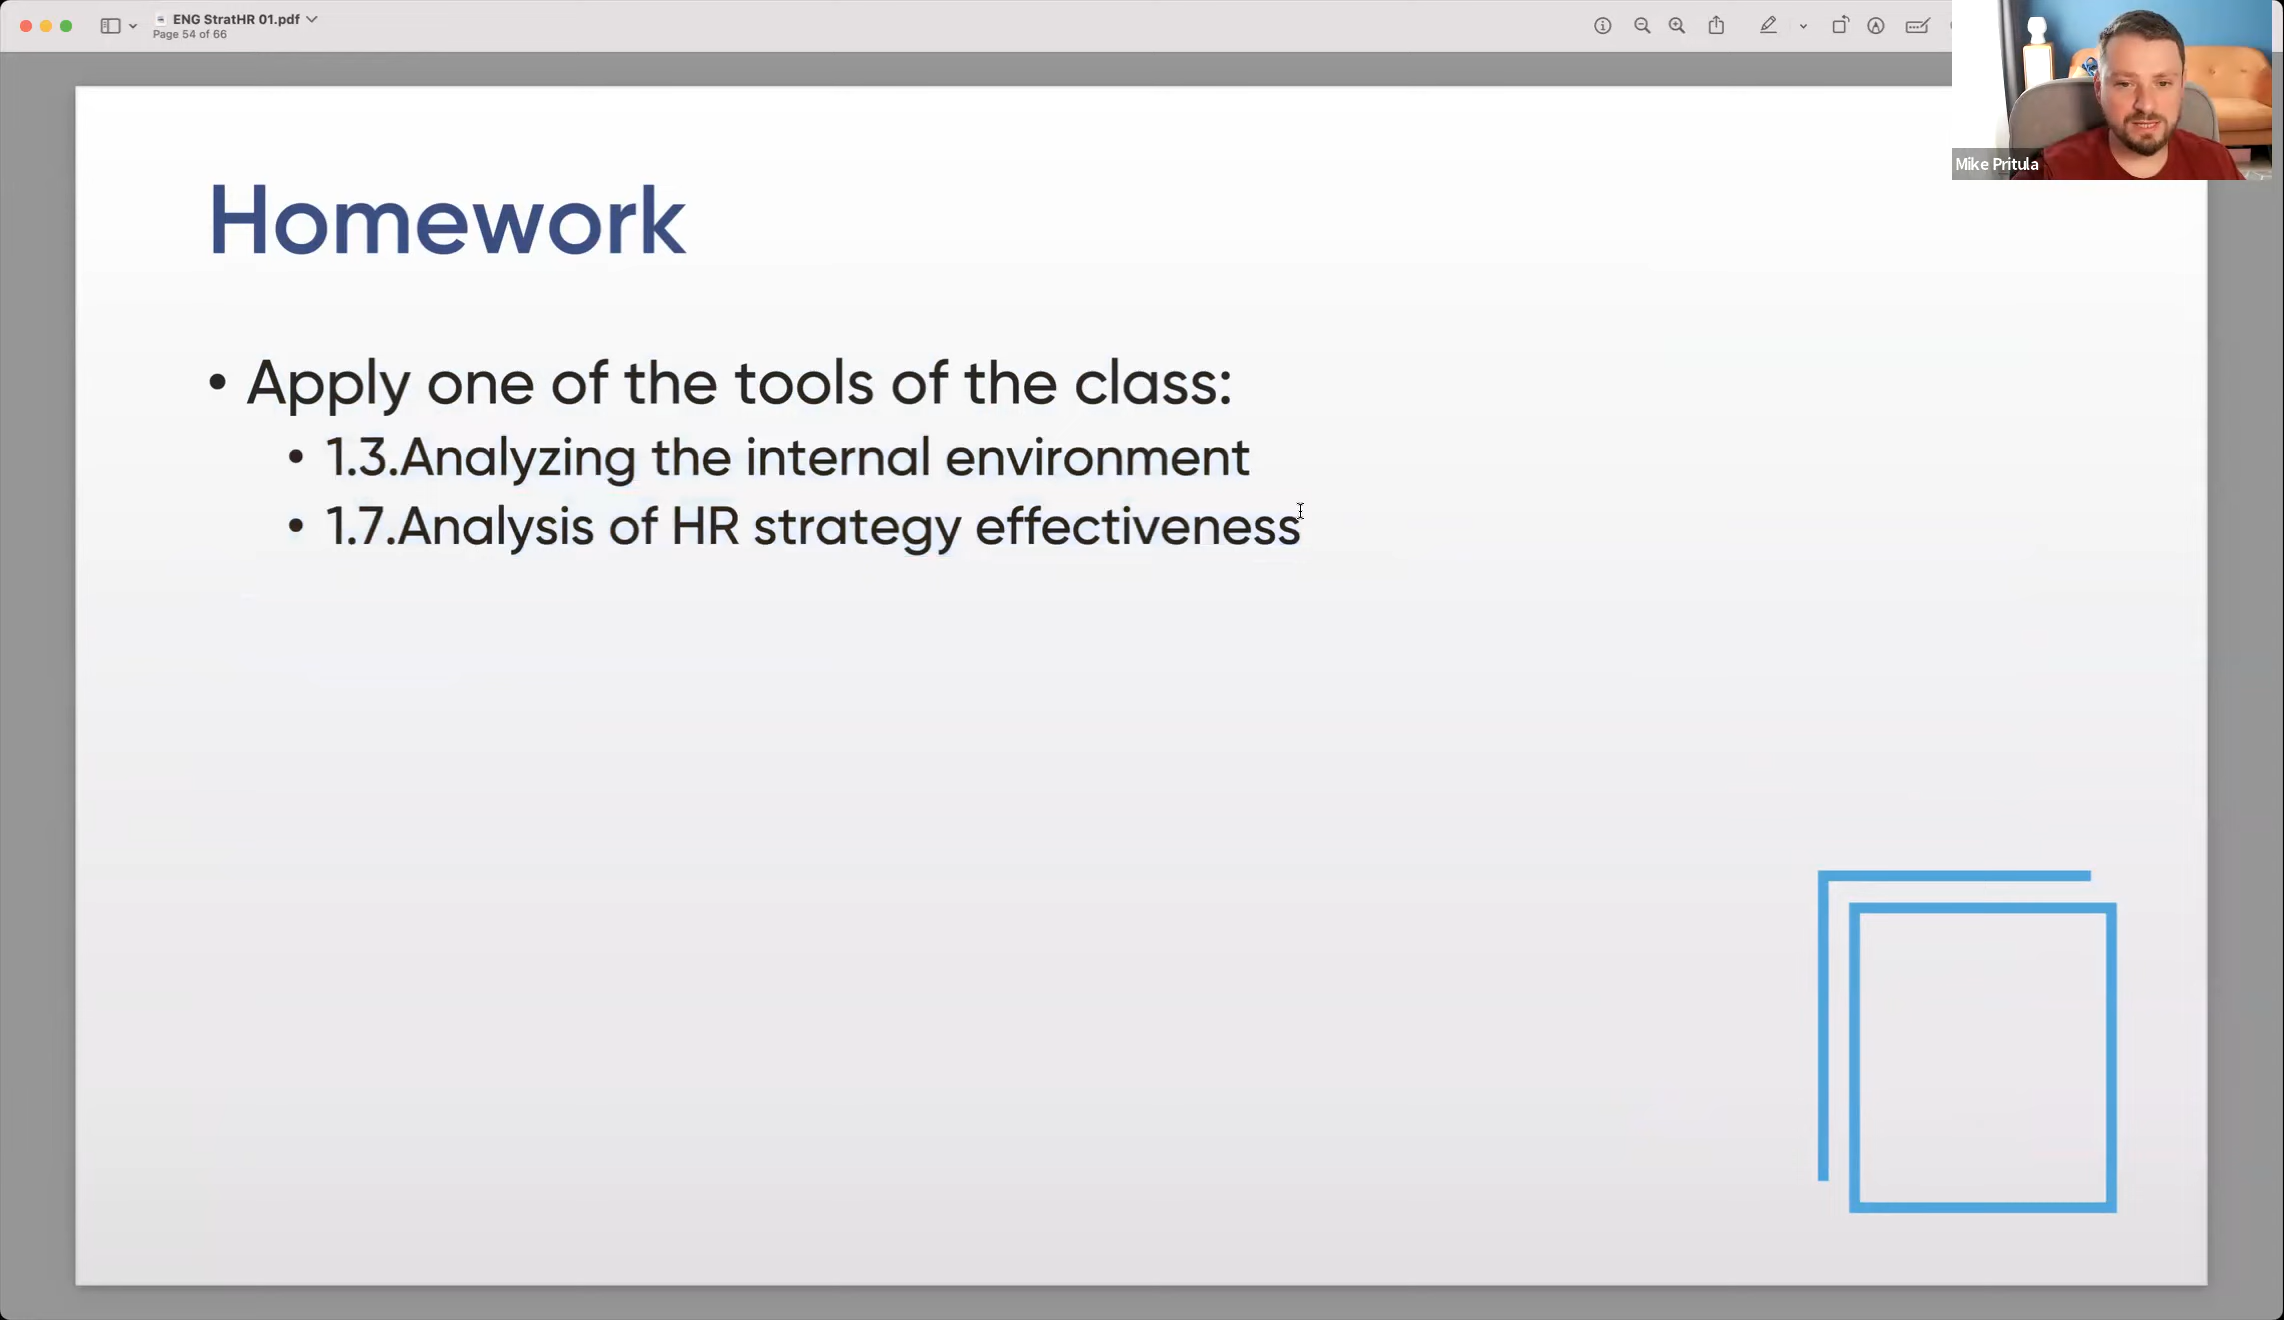 ENG StratHR 01.pdf
Page 54 of 66
Mike Pritula
Homework
• Apply one of the tools of the class:
• 1.3.Analyzing the internal environment
• 1.7.Analysis of HR strategy effectiveness